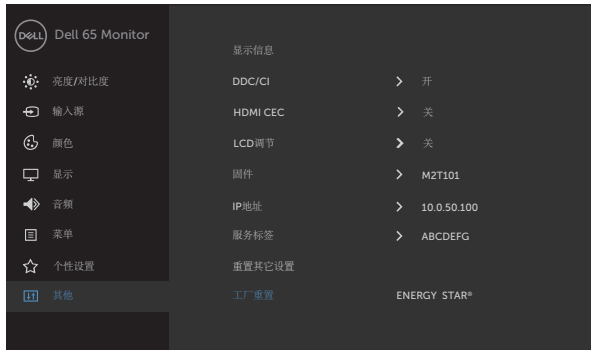 DELL
Dell 65 Monitor
亮度/对比度
输入源
颜色
显示
音频
菜单
个性设置
其他
显示信息
DDC/CI 开
HDMI CEC 关
LCD调节 关
固件 M2T101
IP地址 10.0.50.100
服务标签 ABCDEFG
重置其它设置
工厂重置 ENERGY STAR®